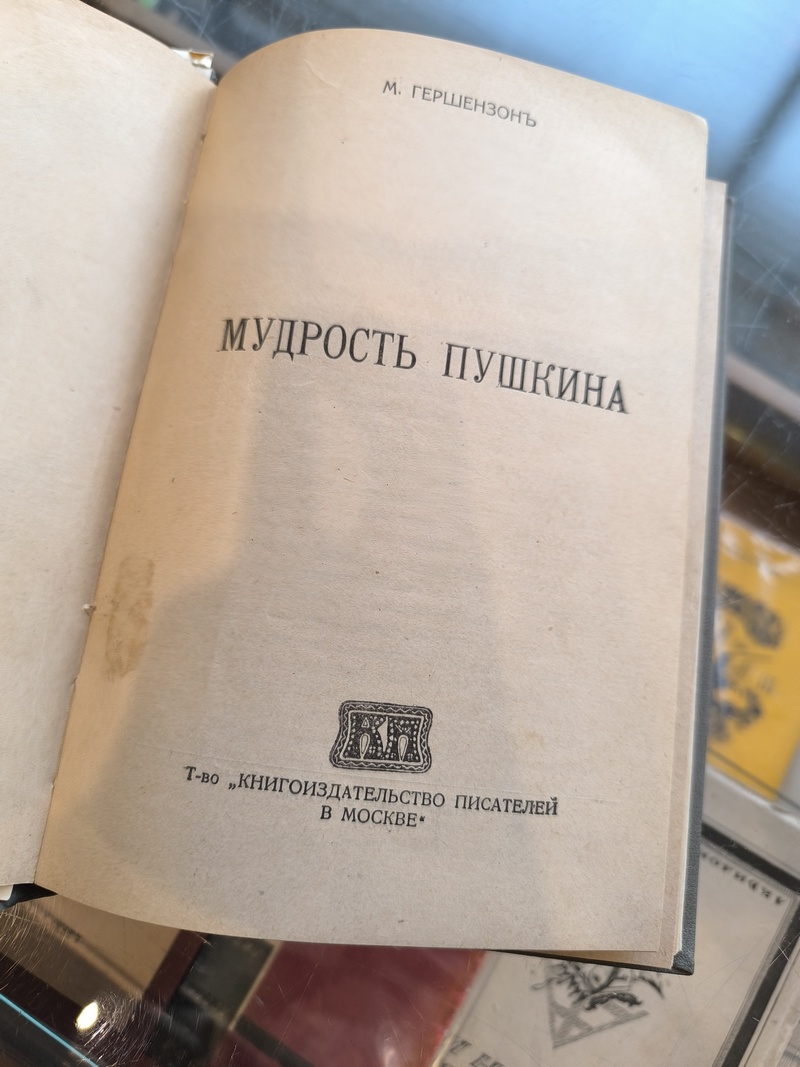 М. ГЕРШЕНЗОНЪ
МУДРОСТЬ ПУШКИНА
Т-во „КНИГОИЗДАТЕЛЬСТВО ПИСАТЕЛЕЙ
В МОСКВЕ“